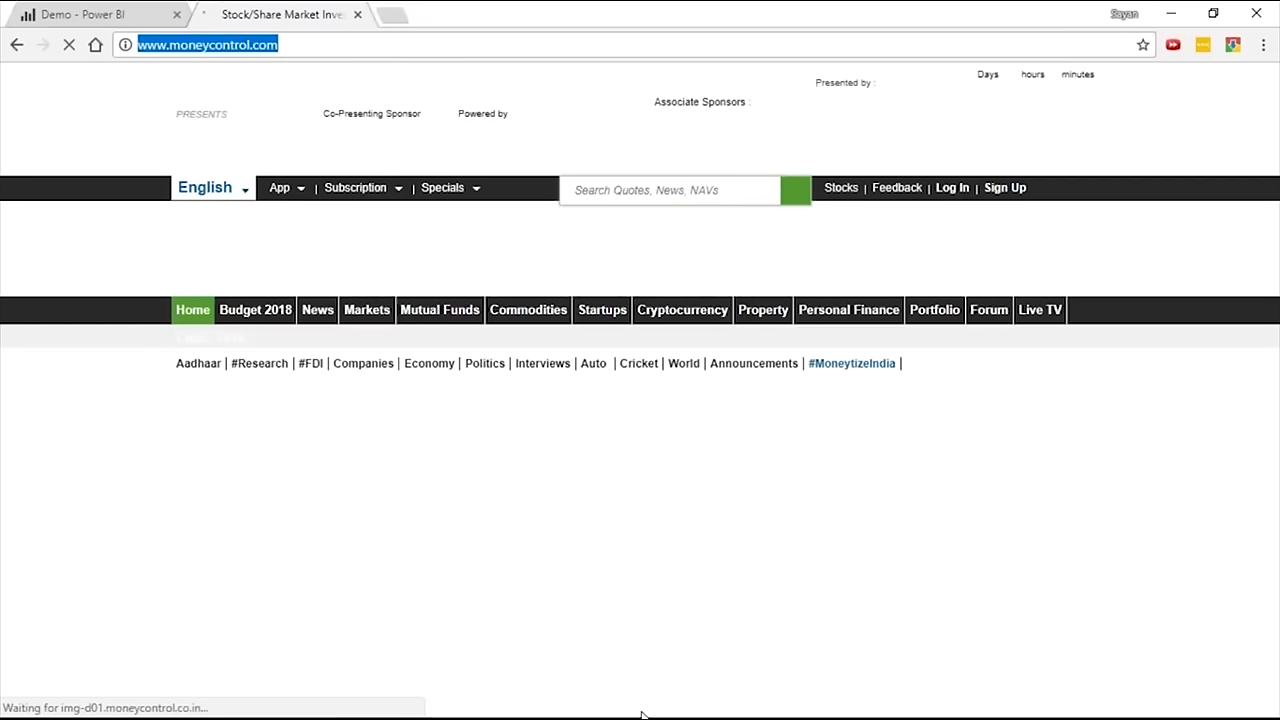 Demo - Power BI
Stock/Share Market Inve
Sayan
www.moneycontrol.com
Presented by :
Days hours minutes
Associate Sponsors :
PRESENTS
Co-Presenting Sponsor
Powered by
English
App | Subscription | Specials
Search Quotes, News, NAVs
Stocks | Feedback | Log In | Sign Up
Home Budget 2018 News Markets Mutual Funds Commodities Startups Cryptocurrency Property Personal Finance Portfolio Forum Live TV
Aadhaar | #Research | #FDI | Companies | Economy | Politics | Interviews | Auto | Cricket | World | Announcements | #MoneytizeIndia |
Waiting for img-d01.moneycontrol.co.in...